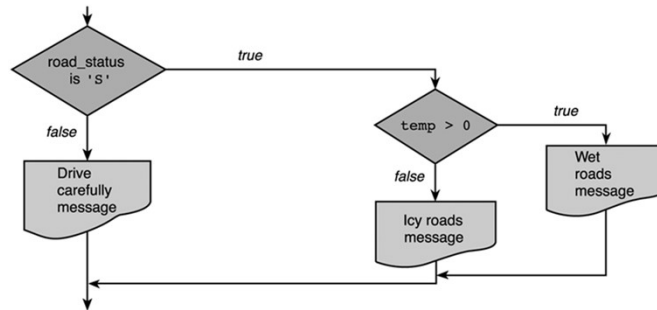 road_status
is 'S'
true
false
temp > 0
true
false
Drive
carefully
message
Wet
roads
message
Icy roads
message